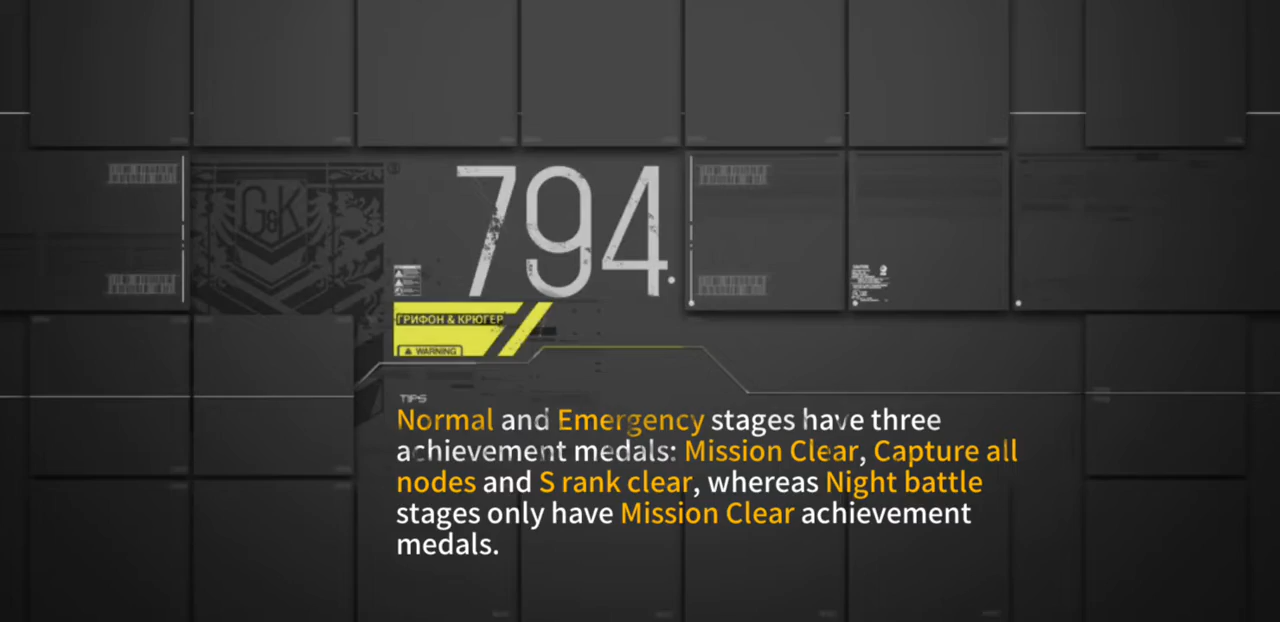 G&K
794.
ГРИФОН & КРЮГЕР
WARNING
TIPS
Normal and Emergency stages have three
achievement medals: Mission Clear, Capture all
nodes and S rank clear, whereas Night battle
stages only have Mission Clear achievement
medals.